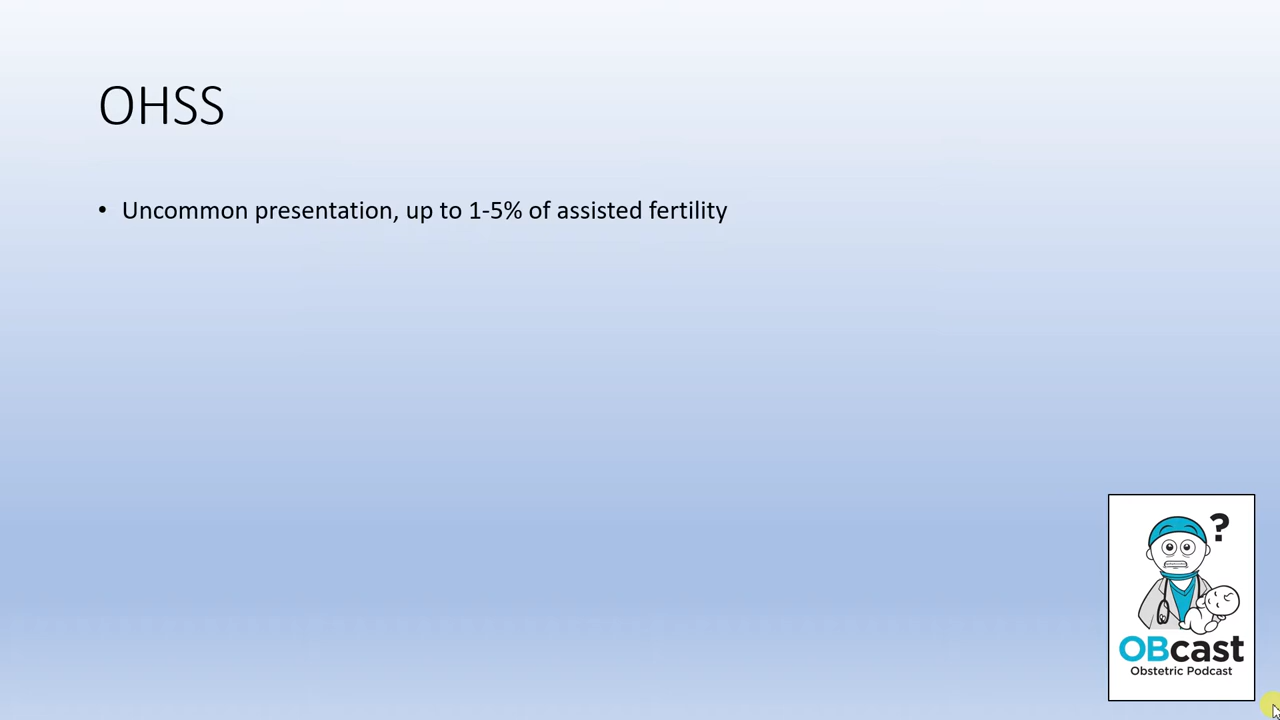 OHSS
• Uncommon presentation, up to 1-5% of assisted fertility
?
OBcast
Obstetric Podcast